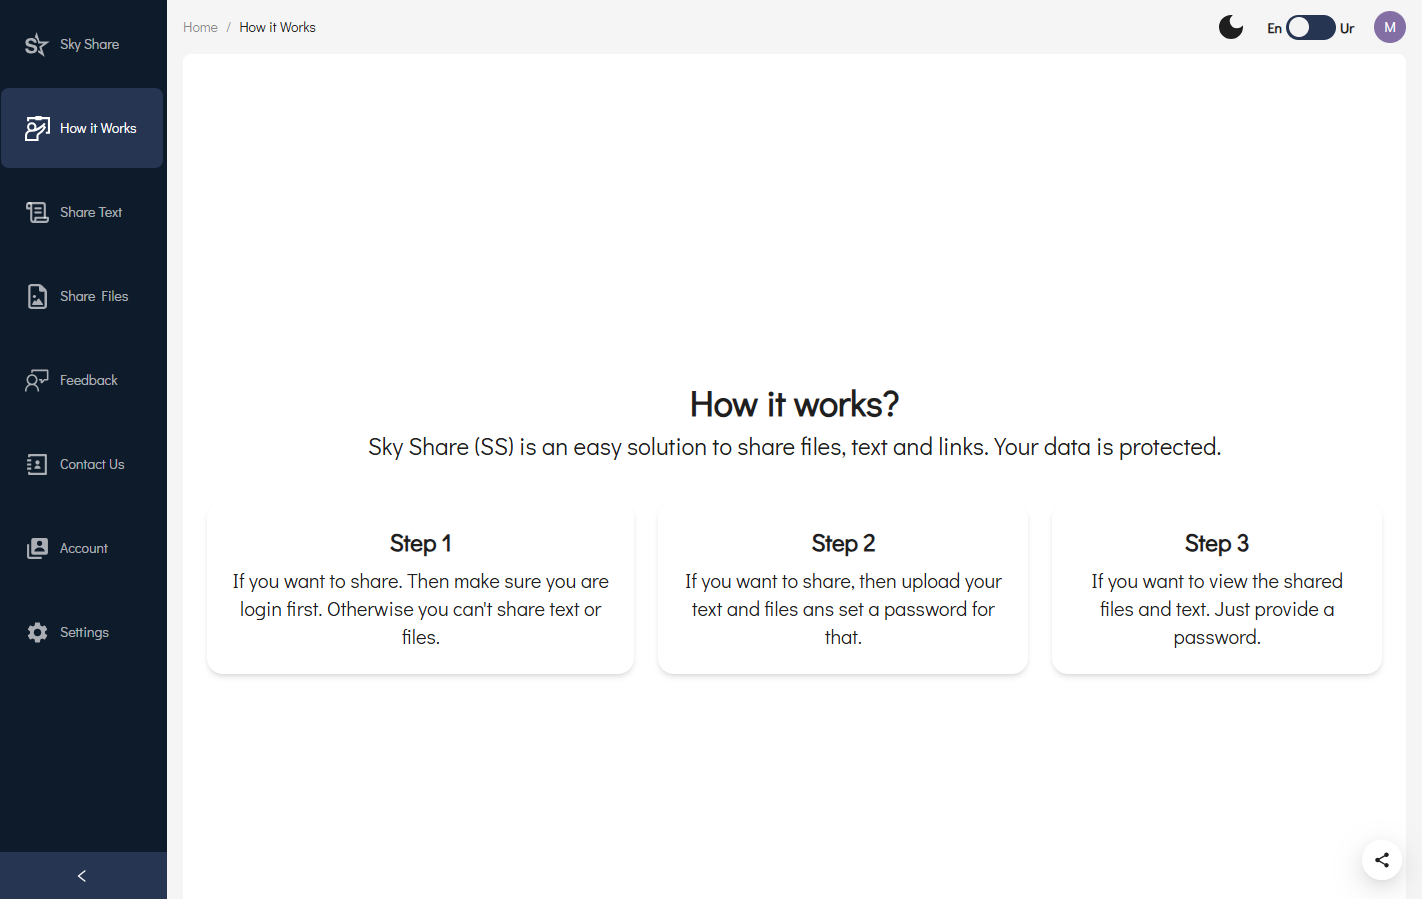 Sky Share
How it Works
Share Text
Share Files
Feedback
Contact Us
Account
Settings
Home / How it Works
En Ur
M
How it works?
Sky Share (SS) is an easy solution to share files, text and links. Your data is protected.
Step 1
If you want to share. Then make sure you are
login first. Otherwise you can't share text or
files.
Step 2
If you want to share, then upload your
text and files ans set a password for
that.
Step 3
If you want to view the shared
files and text. Just provide a
password.